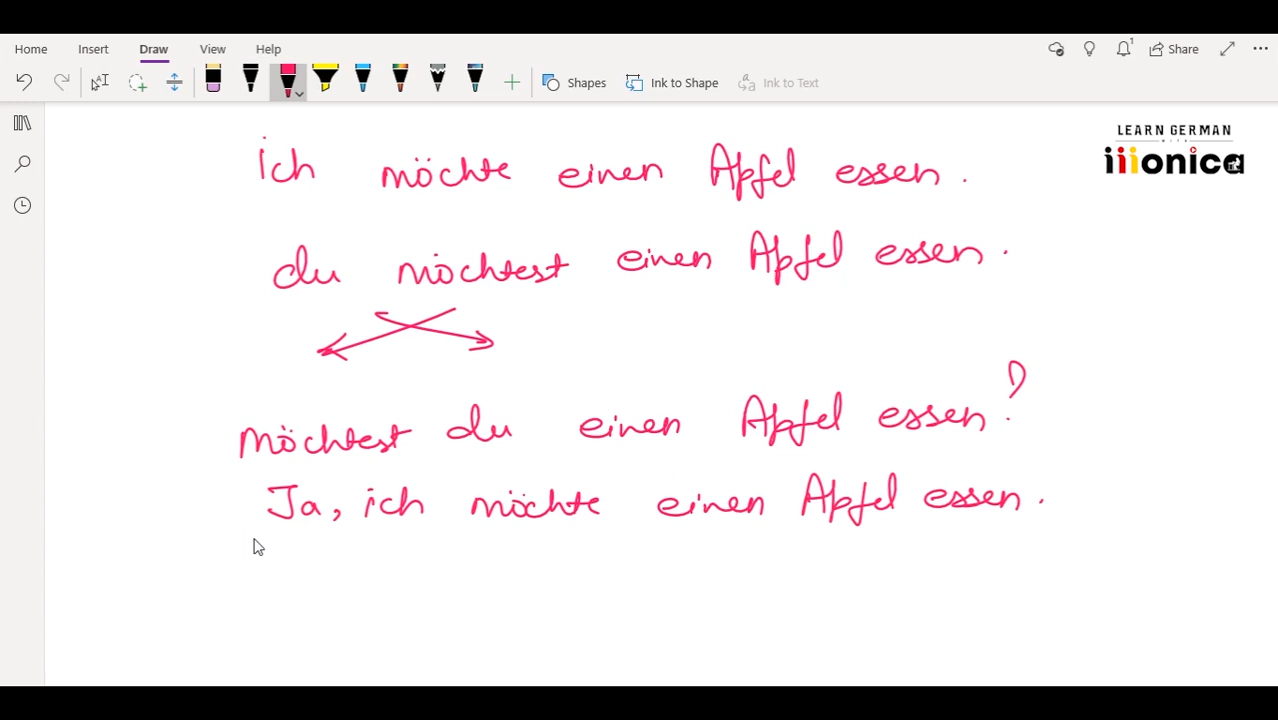 Home Insert Draw View Help Share
Shapes Ink to Shape Ink to Text
LEARN GERMAN
iiionica
ich möchte einen Apfel essen.
du möchtest einen Apfel essen.
Möchtest du einen Apfel essen?
Ja, ich möchte einen Apfel essen.